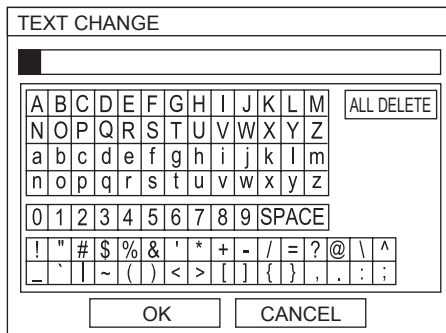 TEXT CHANGE
A B C D E F G H I J K L M ALL DELETE
N O P Q R S T U V W X Y Z
a b c d e f g h i j k l m
n o p q r s t u v w x y z
0 1 2 3 4 5 6 7 8 9 SPACE
! " # $ % & ' * + - / = ? @ \ ^
_ ` | ~ ( ) < > [ ] { } , . : ;
OK CANCEL